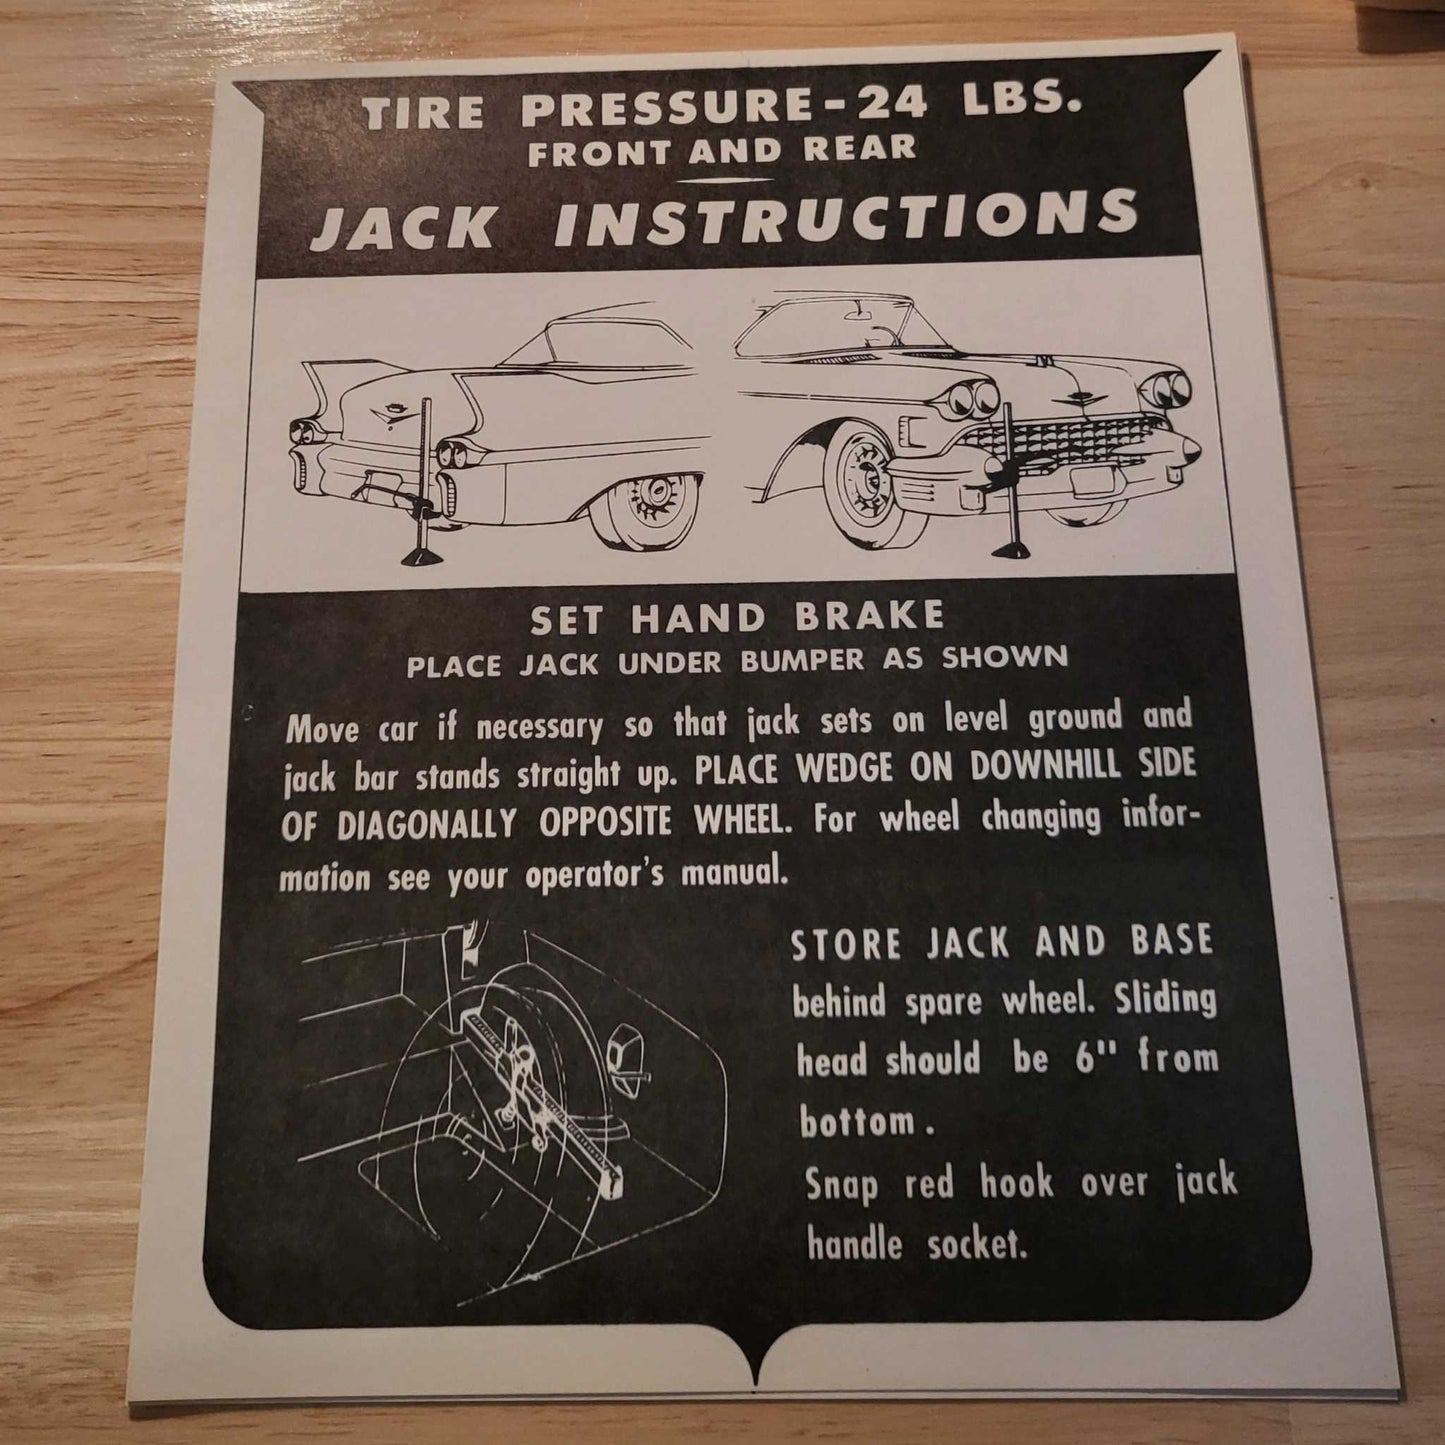 TIRE PRESSURE-24 LBS.
FRONT AND REAR
JACK INSTRUCTIONS
SET HAND BRAKE
PLACE JACK UNDER BUMPER AS SHOWN
Move car if necessary so that jack sets on level ground and
jack bar stands straight up. PLACE WEDGE ON DOWNHILL SIDE
OF DIAGONALLY OPPOSITE WHEEL. For wheel changing infor-
mation see your operator's manual.
STORE JACK AND BASE
behind spare wheel. Sliding
head should be 6" from
bottom.
Snap red hook over jack
handle socket.